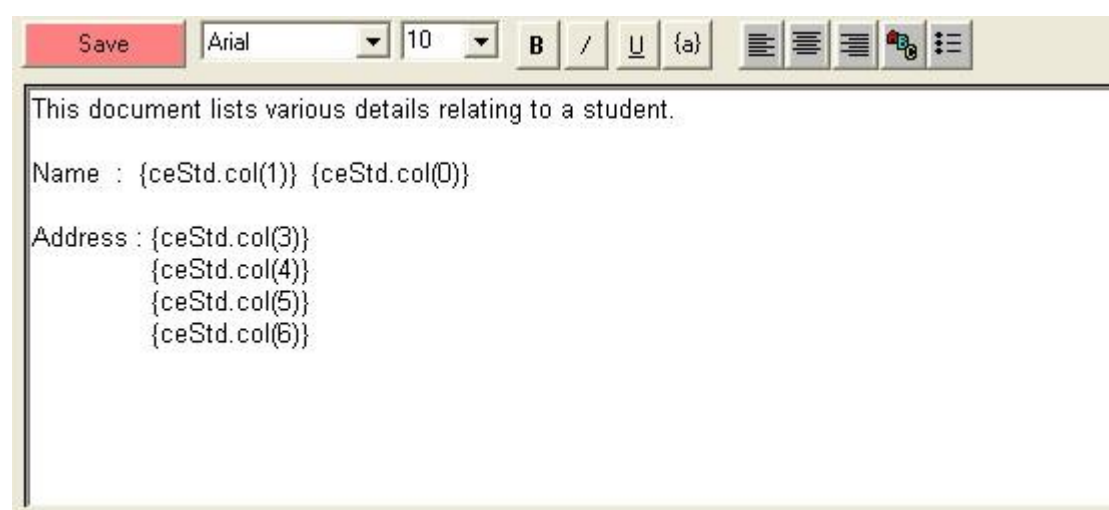 Save Arial 10 B / U {a} ABC
This document lists various details relating to a student.
Name : {ceStd.col(1)} {ceStd.col(0)}
Address : {ceStd.col(3)}
{ceStd.col(4)}
{ceStd.col(5)}
{ceStd.col(6)}